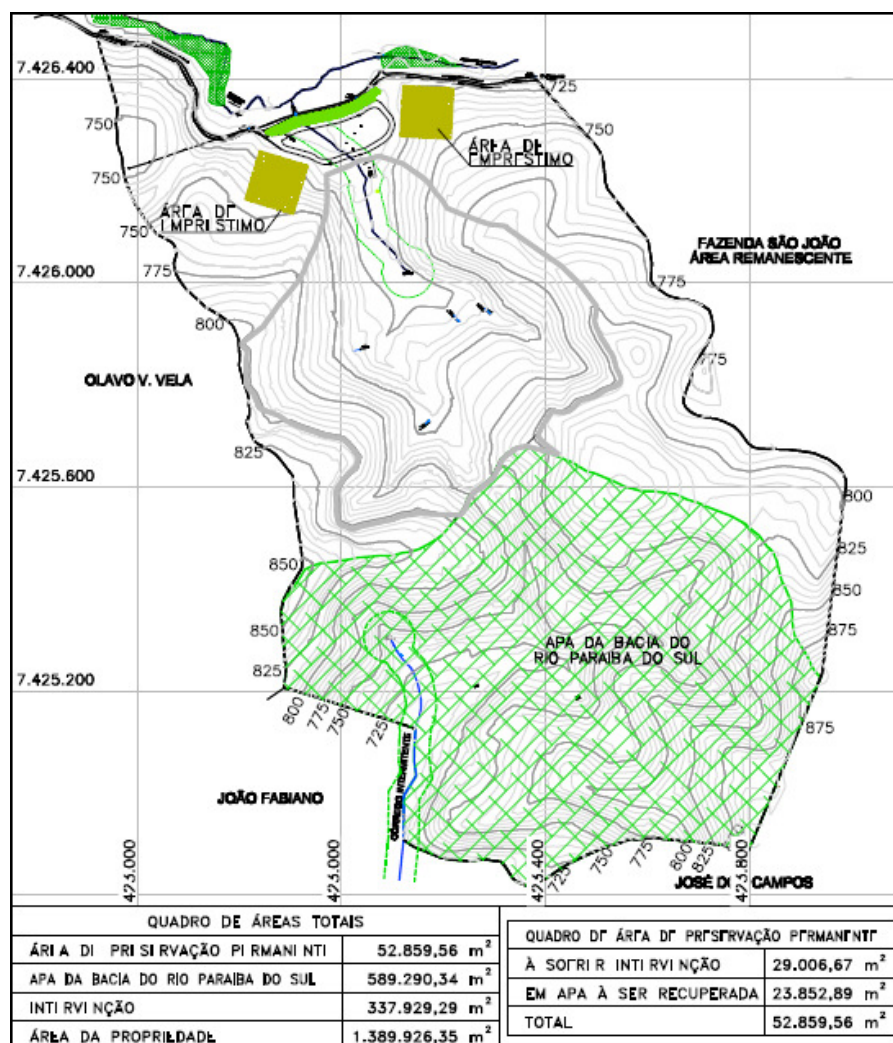 7.426.400
725
750
750
ÁREA DE
EMPRÉSTIMO
750
ÁREA DE
EMPRÉSTIMO
750
775
7.426.000
FAZENDA SÃO JOÃO
ÁREA REMANESCENTE
775
800
775
OLAVO V. VELA
825
7.425.600
800
825
850
850
850
875
APA DA BACIA DO
RIO PARAIBA DO SUL
825
7.425.200
800
775
750
725
875
CÓRREGO INTERMITENTE
JOÃO FABIANO
423.000
423.400
725
750
775
800
825
423.800
JOSÉ CAMPOS
QUADRO DE ÁREAS TOTAIS
ÁREA DE PRESERVAÇÃO PERMANENTE 52.859,56 m²
APA DA BACIA DO RIO PARAIBA DO SUL 589.290,34 m²
INTERVENÇÃO 337.929,29 m²
ÁREA DA PROPRIEDADE 1.389.926,35 m²
QUADRO DE ÁREA DE PRESERVAÇÃO PERMANENTE
À SOFRER INTERVENÇÃO 29.006,67 m²
EM APA À SER RECUPERADA 23.852,89 m²
TOTAL 52.859,56 m²